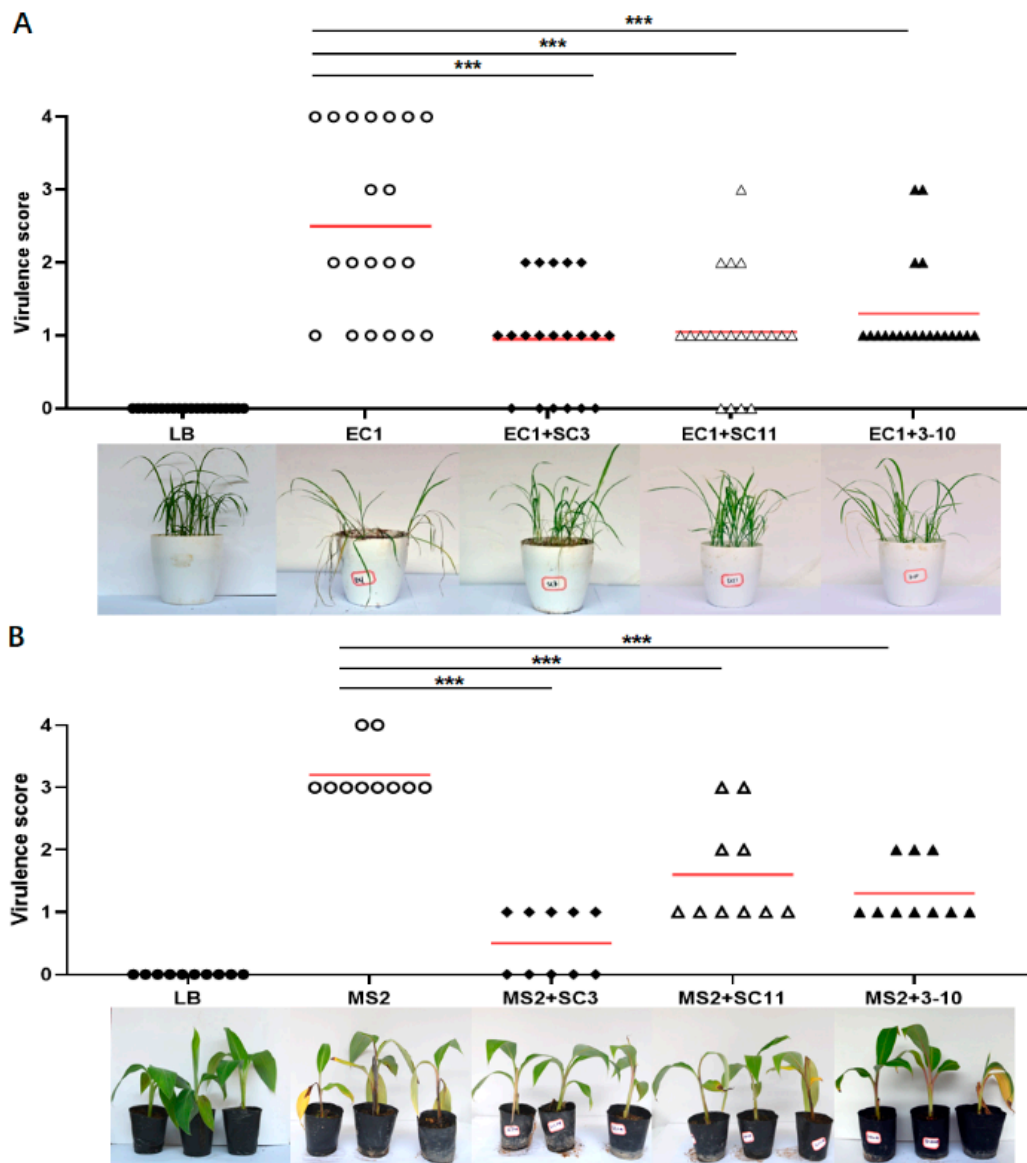 A
***
***
***
Virulence score
4
3
2
1
0
LB EC1 EC1+SC3 EC1+SC11 EC1+3-10
B
***
***
***
Virulence score
4
3
2
1
0
LB MS2 MS2+SC3 MS2+SC11 MS2+3-10